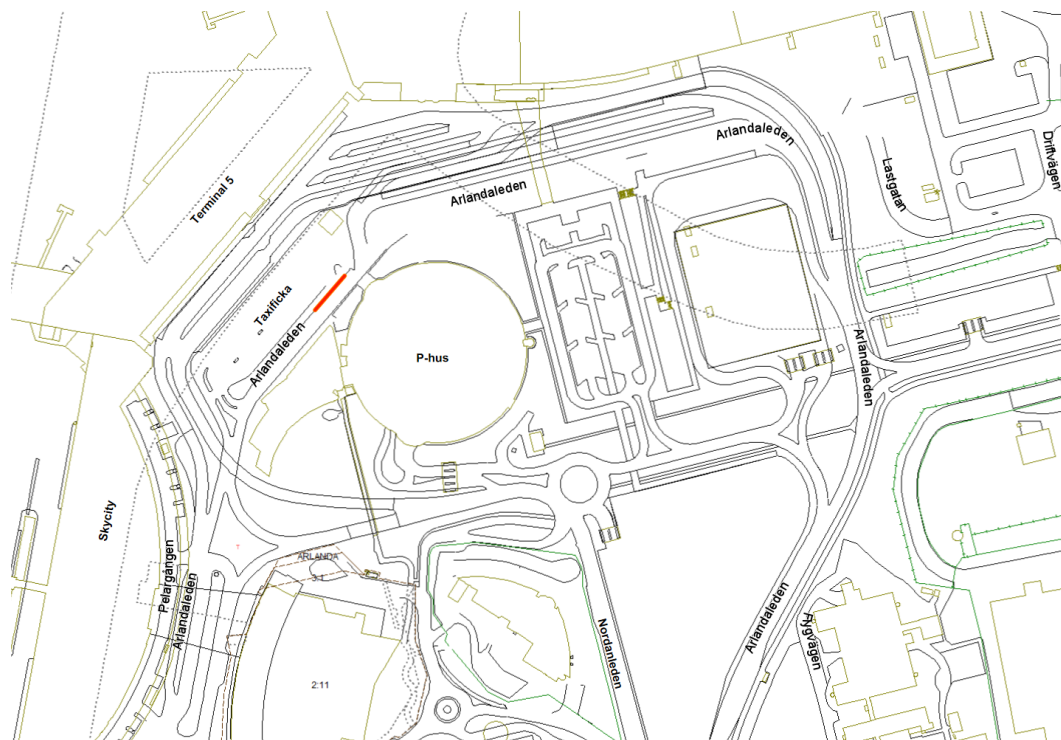 Arlandaleden
Driftvägen
Lastgatan
Arlandaleden
Terminal 5
Taxificka
Arlandaleden
P-hus
Arlandaleden
Skycity
Pelargången
Arlandaleden
ARLANDA
2:11
Nordanleden
Arlandaleden
Flygvägen